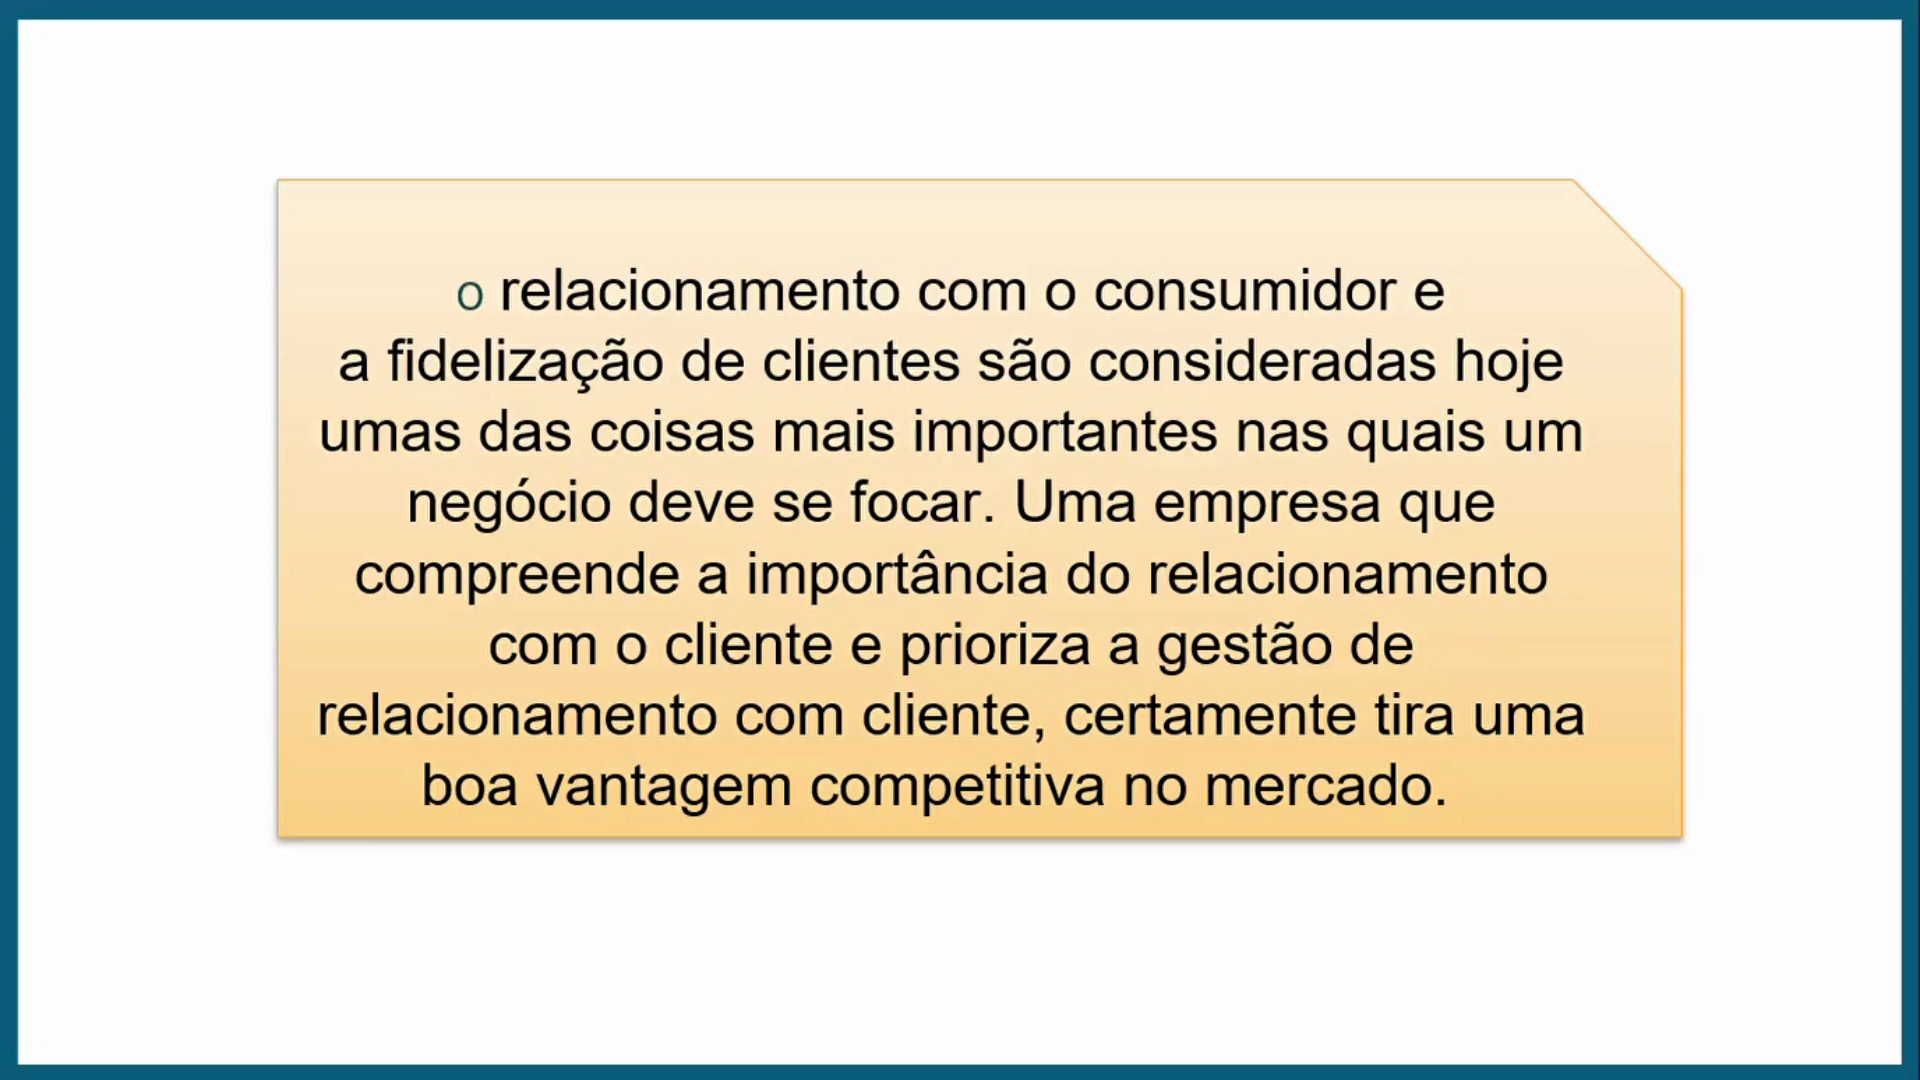 o relacionamento com o consumidor e
a fidelização de clientes são consideradas hoje
umas das coisas mais importantes nas quais um
negócio deve se focar. Uma empresa que
compreende a importância do relacionamento
com o cliente e prioriza a gestão de
relacionamento com cliente, certamente tira uma
boa vantagem competitiva no mercado.